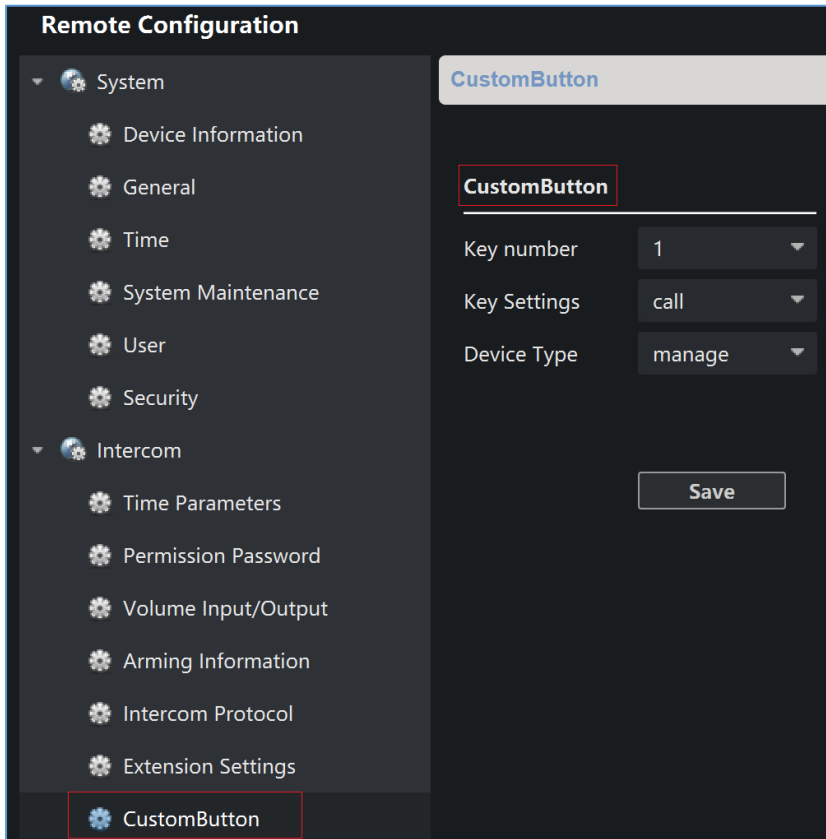 Remote Configuration
System
Device Information
General
Time
System Maintenance
User
Security
Intercom
Time Parameters
Permission Password
Volume Input/Output
Arming Information
Intercom Protocol
Extension Settings
CustomButton
CustomButton
CustomButton
Key number 1
Key Settings call
Device Type manage
Save